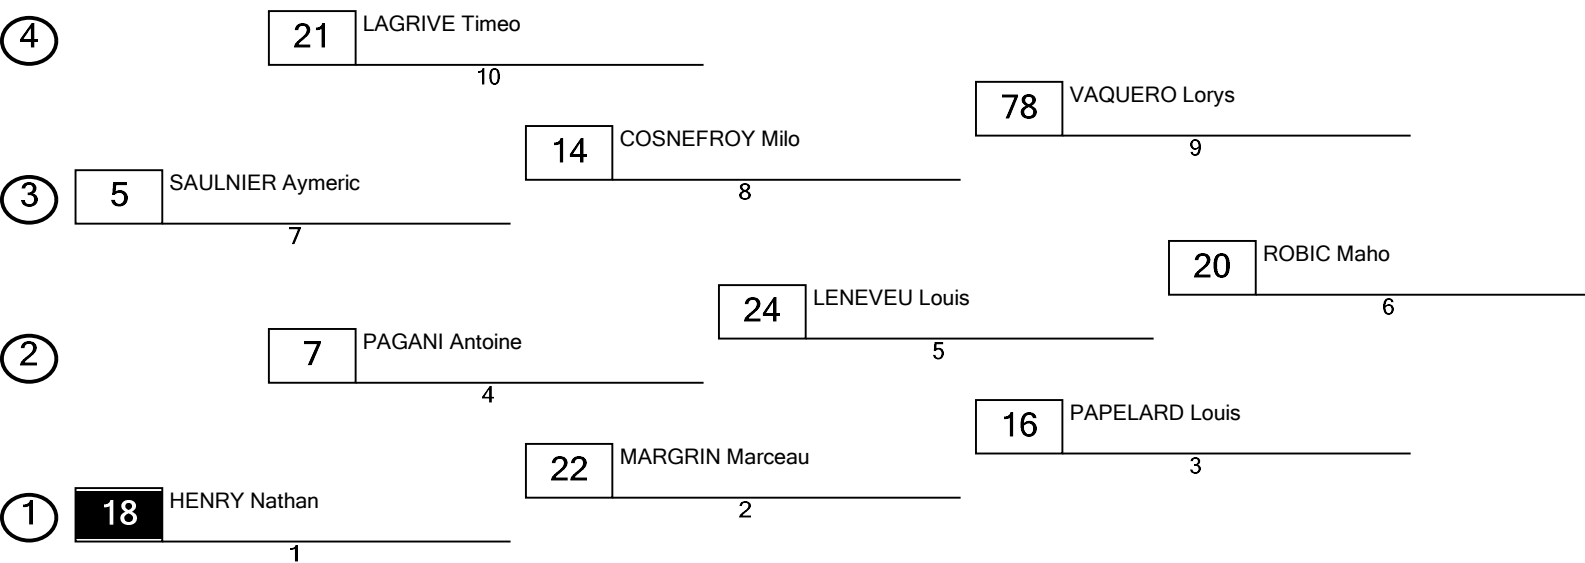 4
21 LAGRIVE Timeo
10
78 VAQUERO Lorys
9
14 COSNEFROY Milo
8
3
5 SAULNIER Aymeric
7
20 ROBIC Maho
6
24 LENEVEU Louis
5
2
7 PAGANI Antoine
4
16 PAPELARD Louis
3
22 MARGRIN Marceau
2
1
18 HENRY Nathan
1